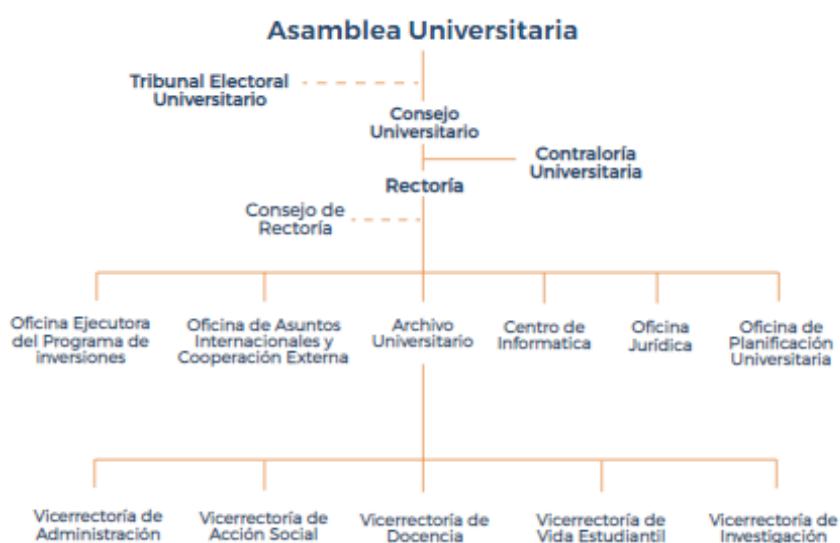 Asamblea Universitaria
Tribunal Electoral
Universitario
Consejo
Universitario
Contraloría
Universitaria
Rectoría
Consejo de
Rectoría
Oficina Ejecutora
del Programa de
inversiones
Oficina de Asuntos
Internacionales y
Cooperación Externa
Archivo
Universitario
Centro de
Informatica
Oficina
Jurídica
Oficina de
Planificación
Universitaria
Vicerrectoría de
Administración
Vicerrectoría de
Acción Social
Vicerrectoría de
Docencia
Vicerrectoría de
Vida Estudiantil
Vicerrectoría de
Investigación